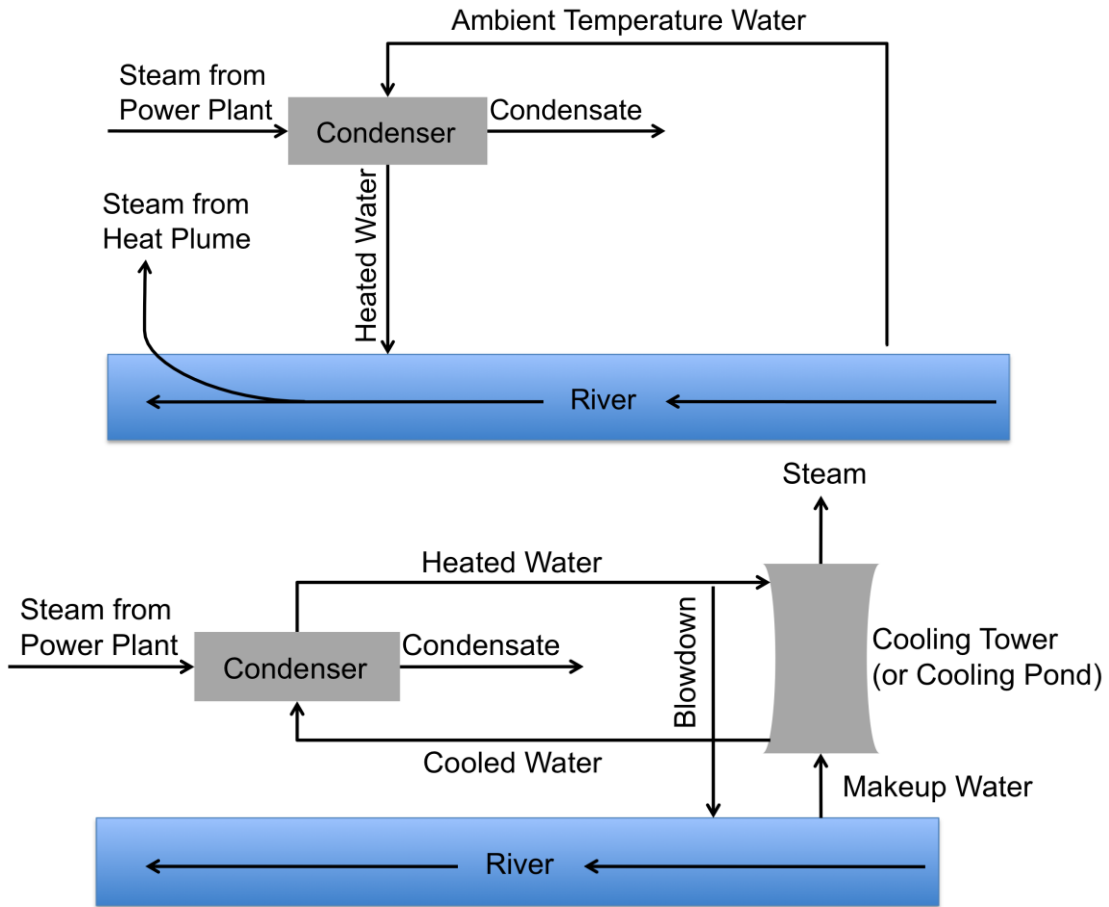 Ambient Temperature Water
Steam from
Power Plant
Condenser
Condensate
Heated Water
Steam from
Heat Plume
River
Steam
Heated Water
Steam from
Power Plant
Condenser
Condensate
Blowdown
Cooling Tower
(or Cooling Pond)
Cooled Water
Makeup Water
River